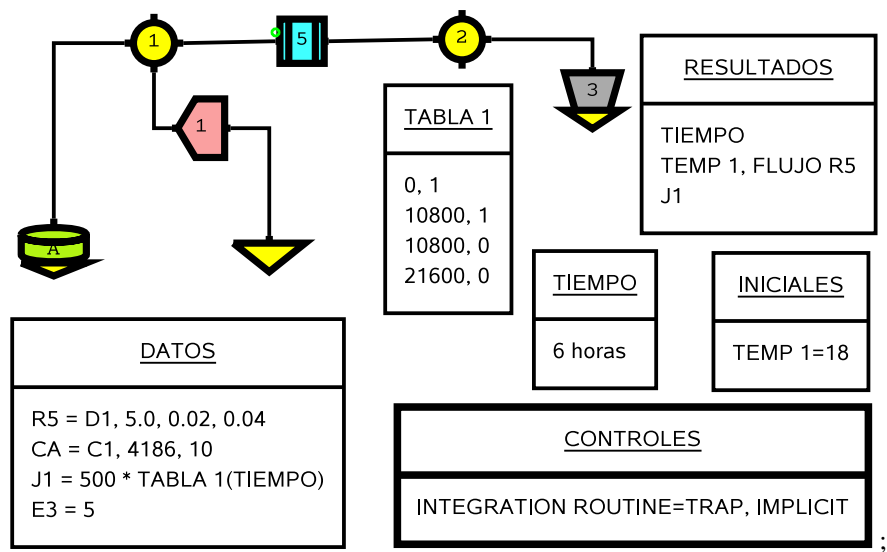 1
5
2
3
1
A
TABLA 1
0, 1
10800, 1
10800, 0
21600, 0
RESULTADOS
TIEMPO
TEMP 1, FLUJO R5
J1
TIEMPO
6 horas
INICIALES
TEMP 1=18
DATOS
R5 = D1, 5.0, 0.02, 0.04
CA = C1, 4186, 10
J1 = 500 * TABLA 1(TIEMPO)
E3 = 5
CONTROLES
INTEGRATION ROUTINE=TRAP, IMPLICIT
;